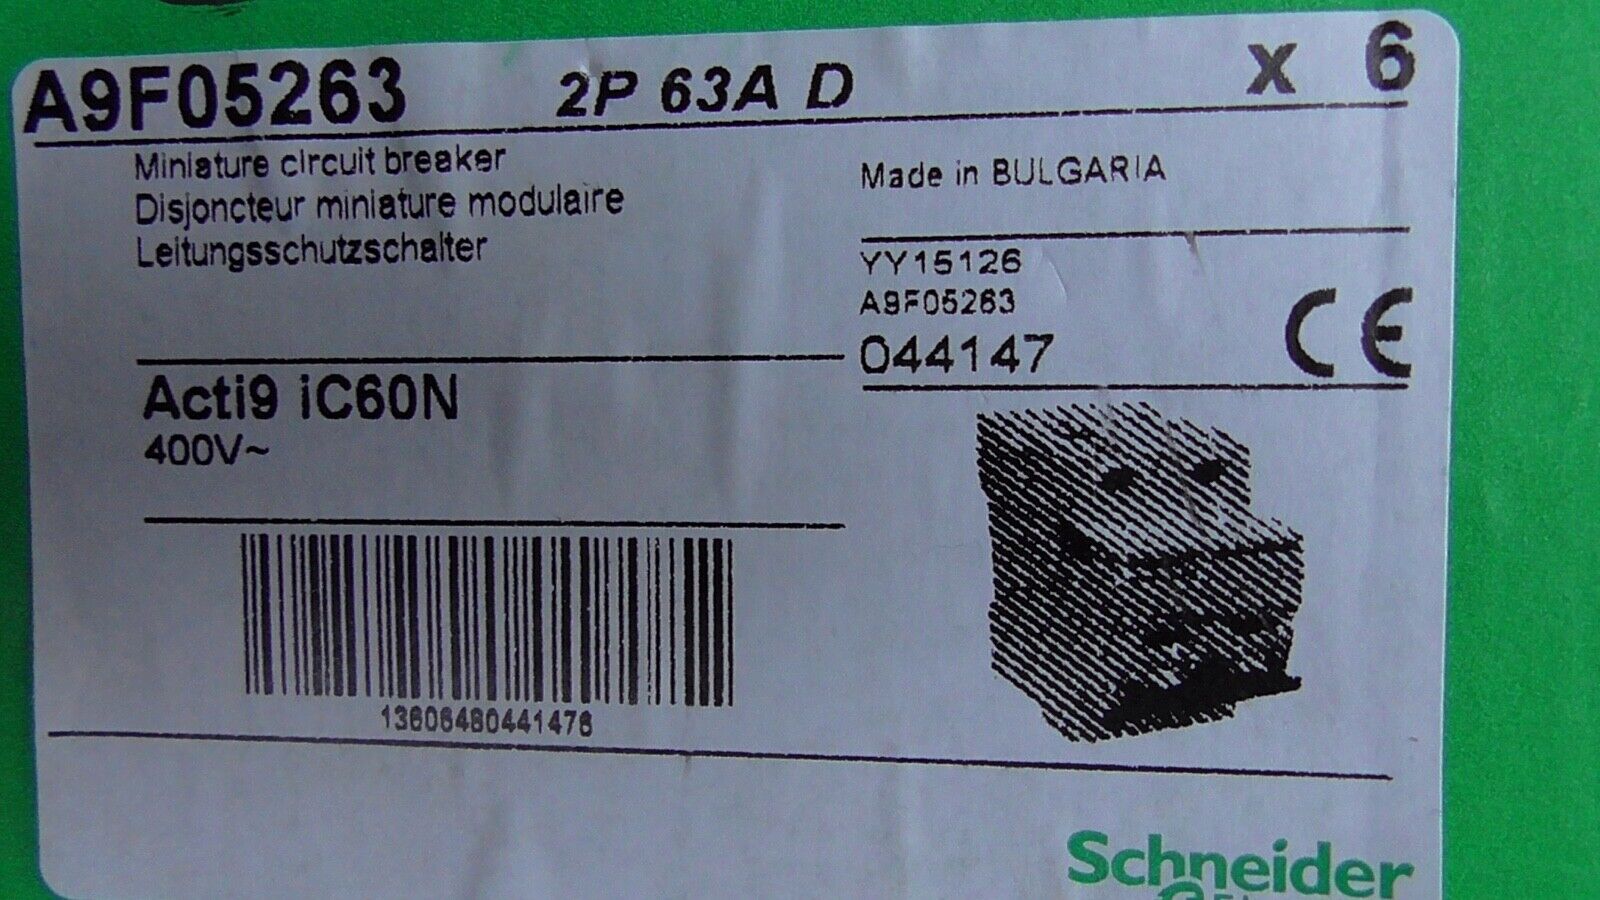 A9F05263 2P 63A D x 6
Miniature circuit breaker
Disjoncteur miniature modulaire
Leitungsschutzschalter
Made in BULGARIA
YY15126
A9F05263
044147
CE
Acti9 iC60N
400V~
13606480441476
Schneider